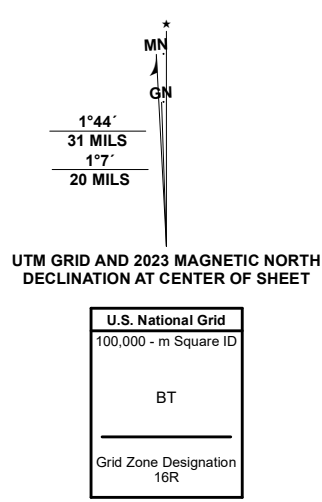 ★
MN
GN
1°44´
31 MILS
1°7´
20 MILS
UTM GRID AND 2023 MAGNETIC NORTH
DECLINATION AT CENTER OF SHEET
U.S. National Grid
100,000 - m Square ID
BT
Grid Zone Designation
16R